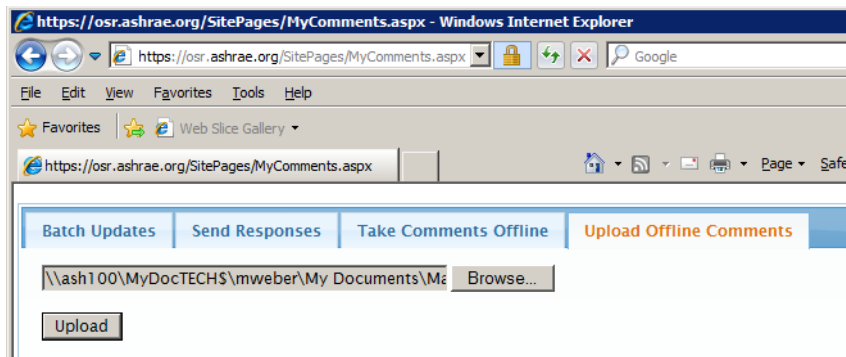 https://osr.ashrae.org/SitePages/MyComments.aspx - Windows Internet Explorer
https://osr.ashrae.org/SitePages/MyComments.aspx Google
File Edit View Favorites Tools Help
Favorites Web Slice Gallery
https://osr.ashrae.org/SitePages/MyComments.aspx Page Safe
Batch Updates Send Responses Take Comments Offline Upload Offline Comments
\\ash100\MyDocTECH$\mweber\My Documents\Ma Browse...
Upload